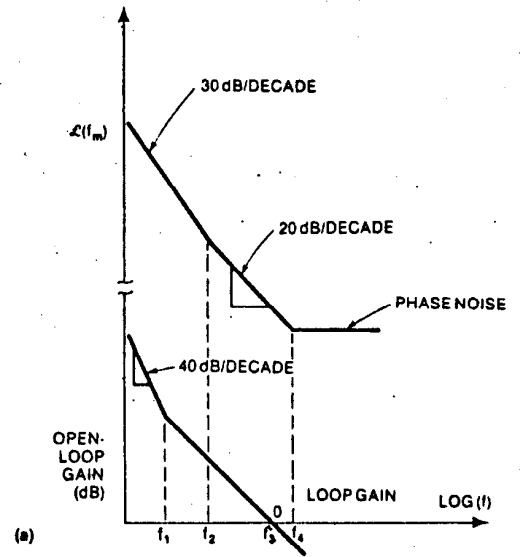 30 dB/DECADE
ℒ(fm)
20 dB/DECADE
PHASE NOISE
40 dB/DECADE
OPEN-
LOOP
GAIN
(dB)
0
LOOP GAIN
LOG (f)
(a)
f1
f2
f3
f4